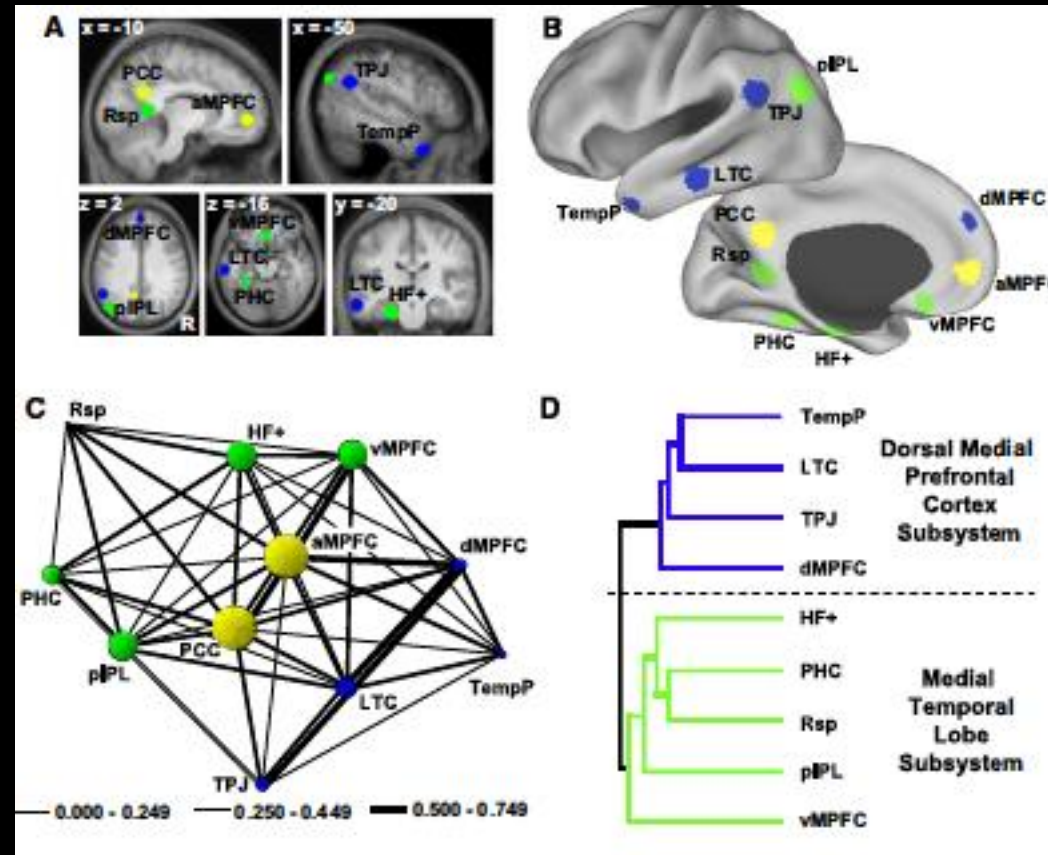 A
x = -10
PCC
Rsp
aMPFC
x = -50
TPJ
TempP
z = 2
dMPFC
pIPL
R
z = -16
vMPFC
LTC
PHC
y = -20
LTC
HF+
B
pIPL
TPJ
LTC
TempP
PCC
Rsp
dMPFC
aMPFC
vMPFC
PHC
HF+
C
Rsp
HF+
vMPFC
aMPFC
dMPFC
PHC
PCC
pIPL
TempP
LTC
TPJ
0.000 - 0.249
0.250 - 0.449
0.500 - 0.749
D
TempP
LTC
TPJ
dMPFC
Dorsal Medial
Prefrontal
Cortex
Subsystem
HF+
PHC
Rsp
pIPL
vMPFC
Medial
Temporal
Lobe
Subsystem